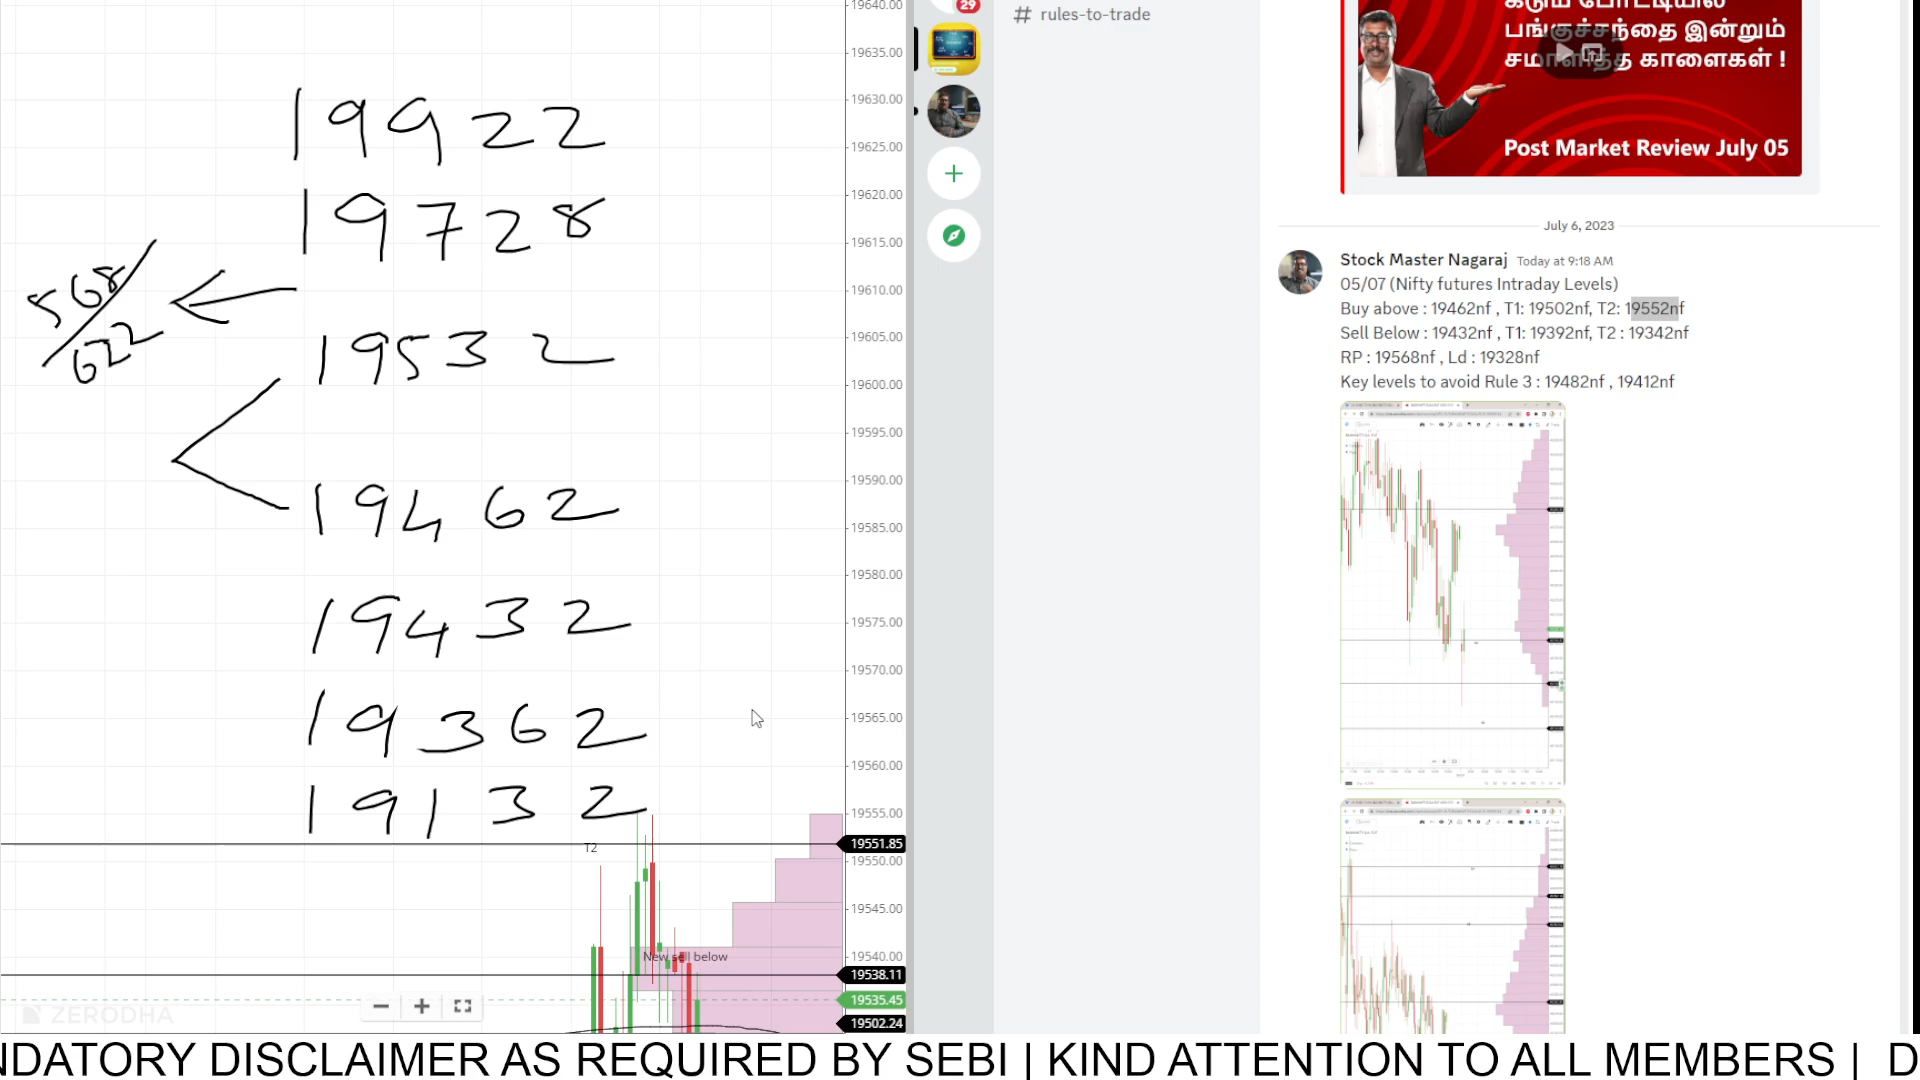 19922
19728
568/622
19532
19462
19432
19362
19132
19640.00
19635.00
19630.00
19625.00
19620.00
19615.00
19610.00
19605.00
19600.00
19595.00
19590.00
19585.00
19580.00
19575.00
19570.00
19565.00
19560.00
19555.00
19551.85
19550.00
19545.00
19540.00
19538.11
19535.45
19502.24
T2
New sell below
ZERODHA
29
# rules-to-trade
பங்குச்சந்தை இன்றும்
சமாளித்த காளைகள் !
Post Market Review July 05
July 6, 2023
Stock Master Nagaraj Today at 9:18 AM
05/07 (Nifty futures Intraday Levels)
Buy above : 19462nf , T1: 19502nf, T2: 19552nf
Sell Below : 19432nf , T1: 19392nf, T2 : 19342nf
RP : 19568nf , Ld : 19328nf
Key levels to avoid Rule 3 : 19482nf , 19412nf
NDATORY DISCLAIMER AS REQUIRED BY SEBI | KIND ATTENTION TO ALL MEMBERS | D